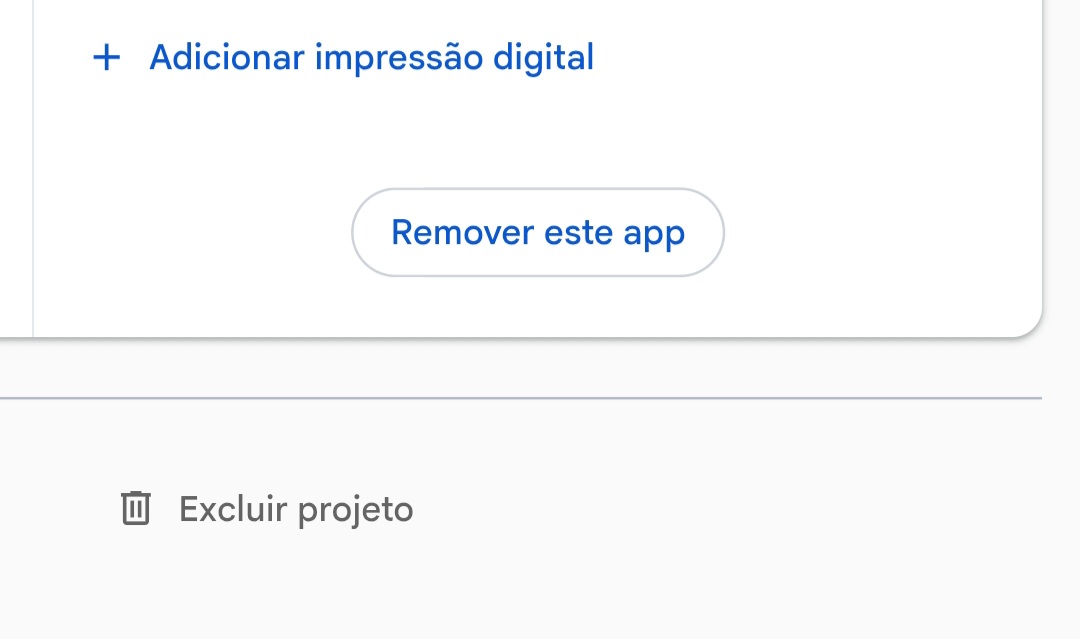 + Adicionar impressão digital
Remover este app
Excluir projeto